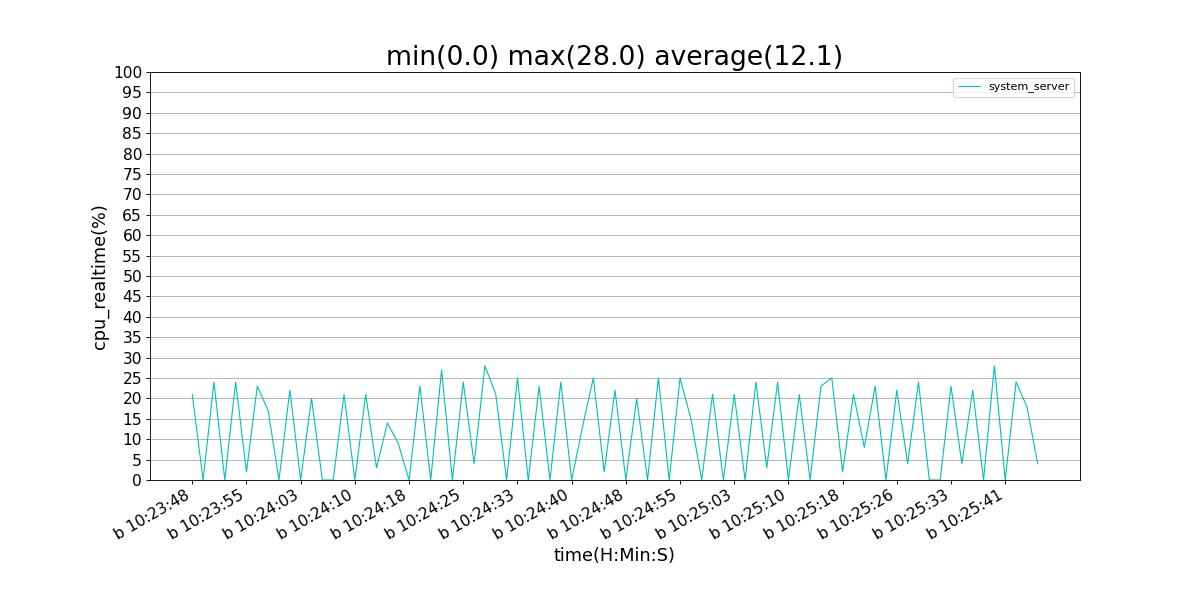 min(0.0) max(28.0) average(12.1)
system_server
100
95
90
85
80
75
70
65
60
55
50
45
40
35
30
25
20
15
10
5
0
cpu_realtime(%)
b 10:23:48
b 10:23:55
b 10:24:03
b 10:24:10
b 10:24:18
b 10:24:25
b 10:24:33
b 10:24:40
b 10:24:48
b 10:24:55
b 10:25:03
b 10:25:10
b 10:25:18
b 10:25:26
b 10:25:33
b 10:25:41
time(H:Min:S)